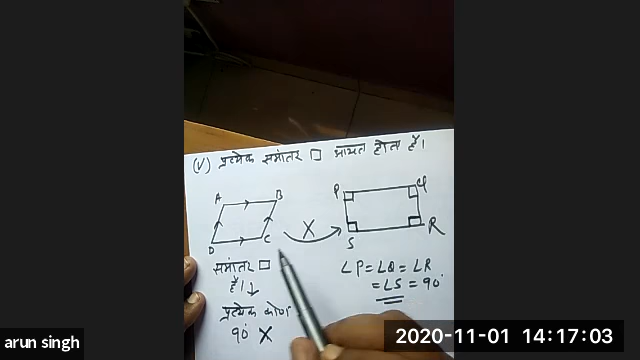 (V) प्रत्येक समांतर □ आयत होता है।
A B
P Q
X
D C
S R
समांतर □
∠P = ∠Q = ∠R
है। ↓
= ∠S = 90°
प्रत्येक कोण
90° X
arun singh
2020-11-01 14:17:03